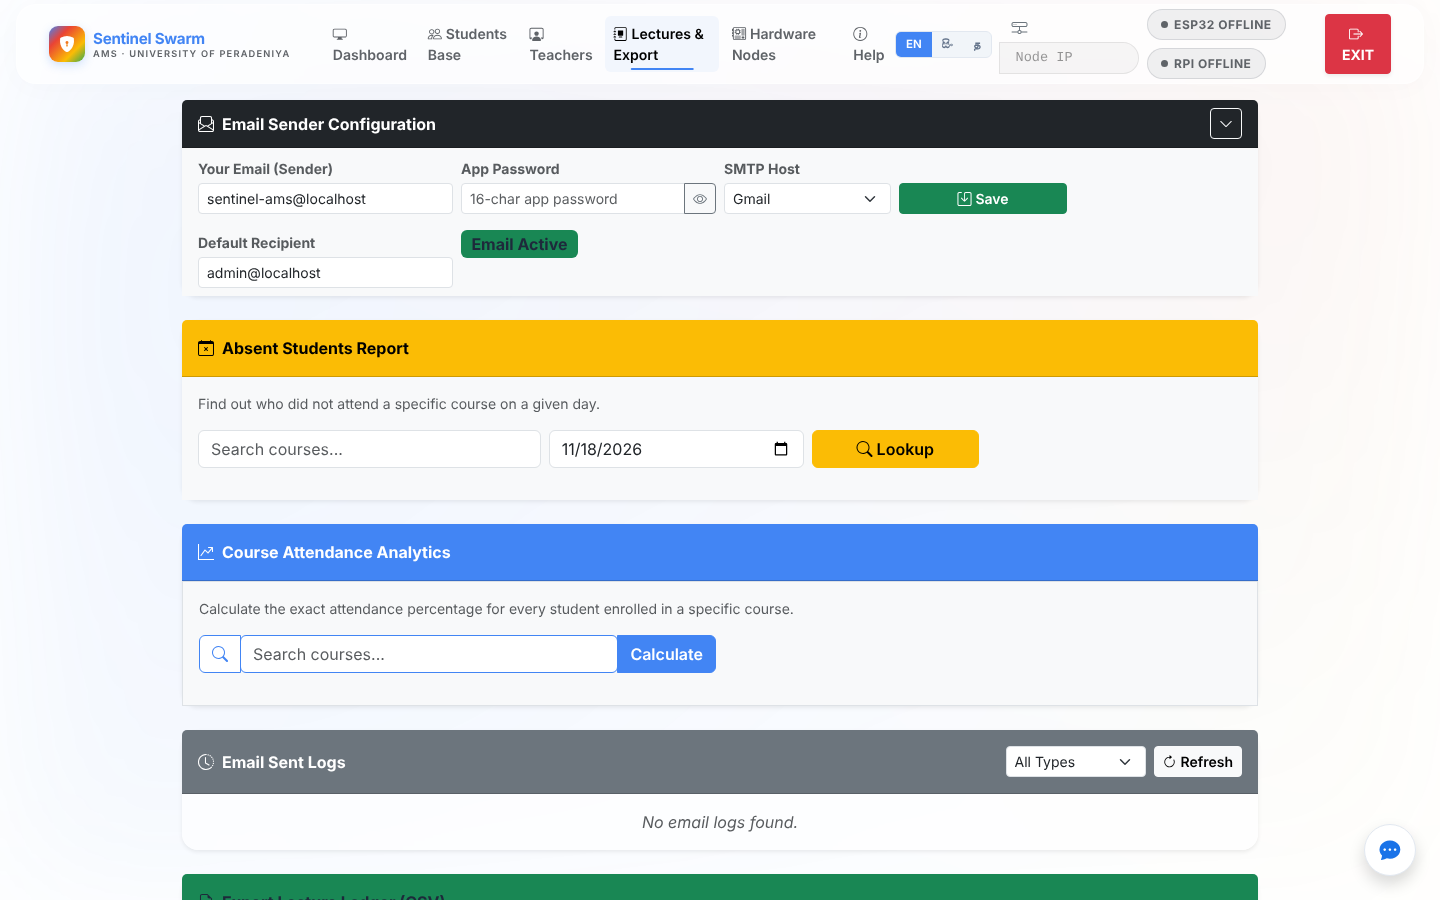 Sentinel Swarm
AMS · UNIVERSITY OF PERADENIYA
Dashboard
Students Base
Teachers
Lectures & Export
Hardware Nodes
Help
EN
සිං
த
Node IP
ESP32 OFFLINE
RPI OFFLINE
EXIT
Email Sender Configuration
Your Email (Sender)
App Password
SMTP Host
sentinel-ams@localhost
16-char app password
Gmail
Save
Default Recipient
Email Active
admin@localhost
Absent Students Report
Find out who did not attend a specific course on a given day.
Search courses...
11/18/2026
Lookup
Course Attendance Analytics
Calculate the exact attendance percentage for every student enrolled in a specific course.
Search courses...
Calculate
Email Sent Logs
All Types
Refresh
No email logs found.
Export Lecture Ledger (CSV)